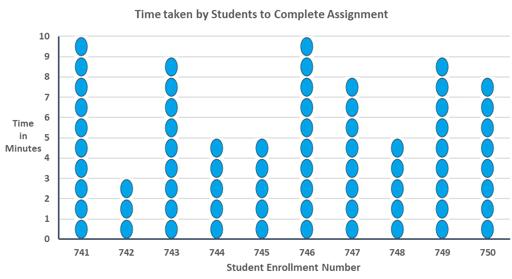 Time taken by Students to Complete Assignment
10
9
8
7
6
5
4
3
2
1
0
Time
in
Minutes
741 742 743 744 745 746 747 748 749 750
Student Enrollment Number